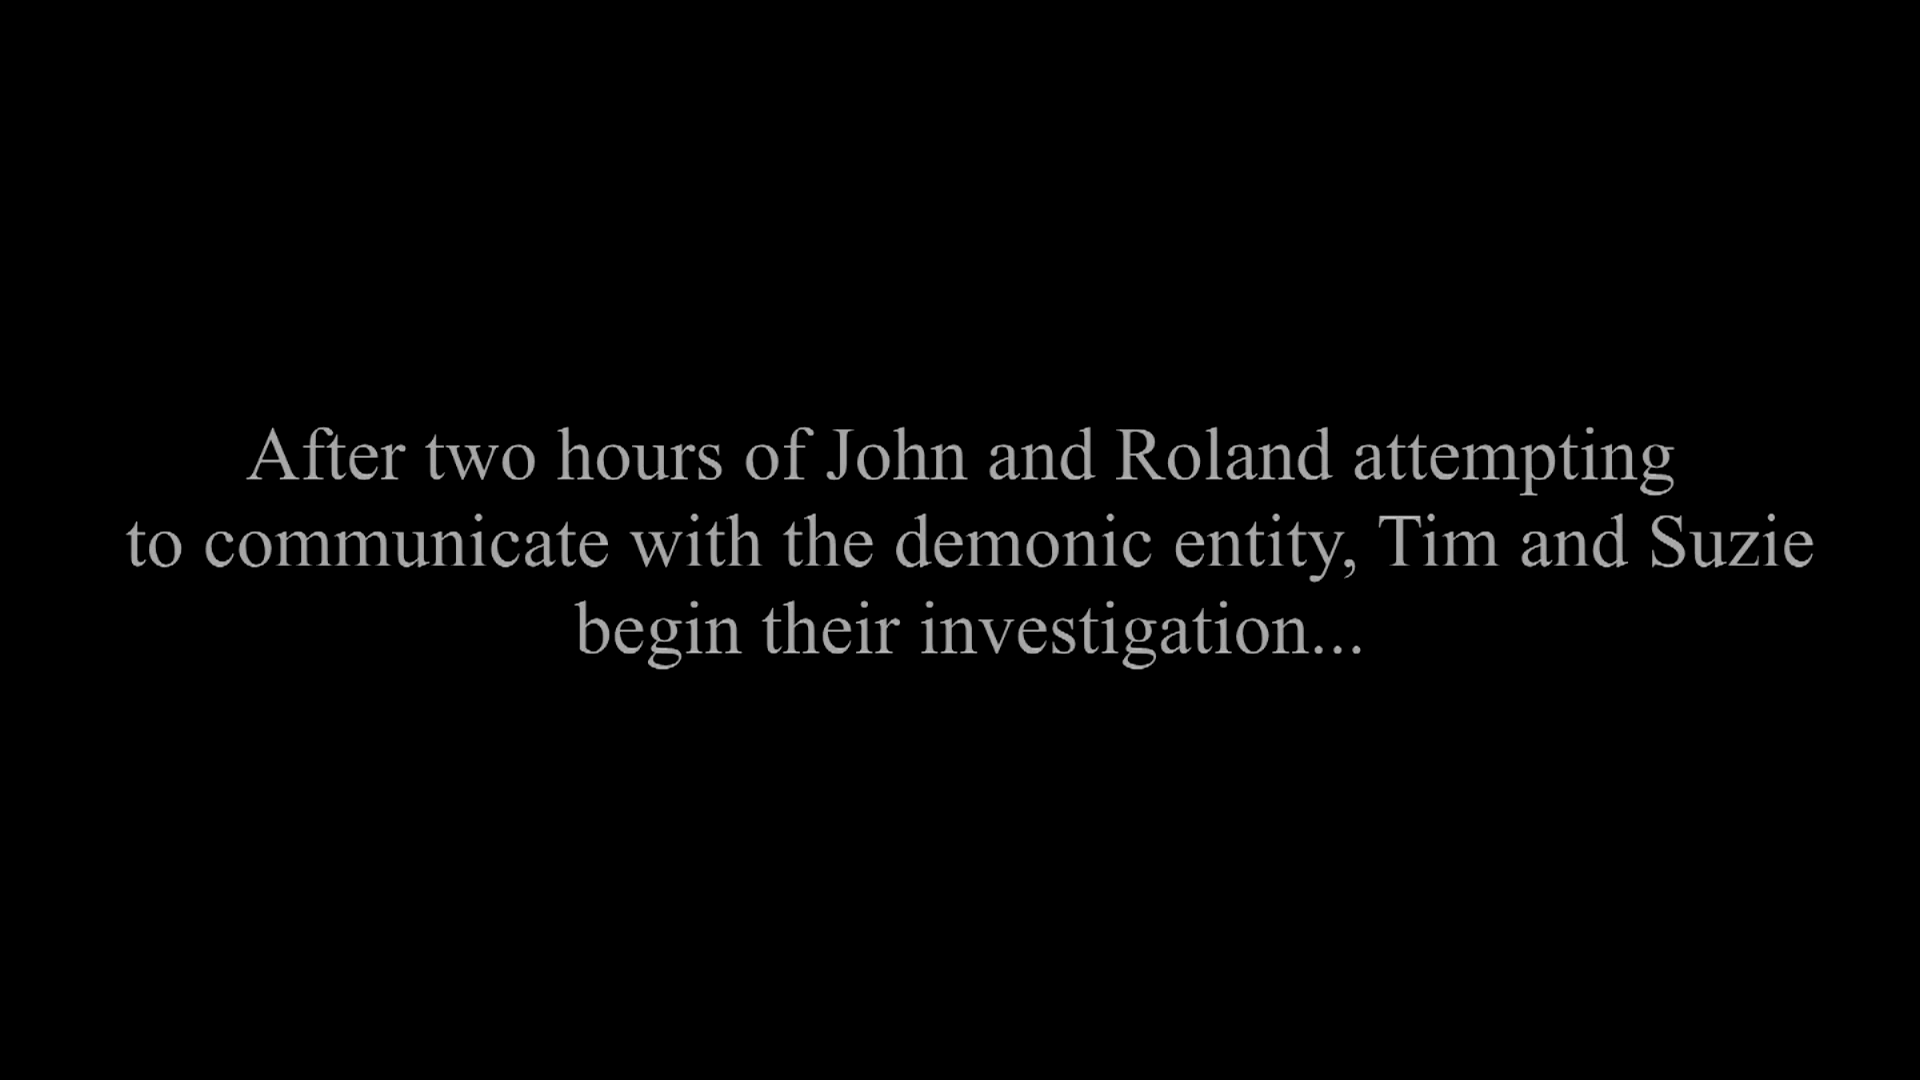 After two hours of John and Roland attempting
to communicate with the demonic entity, Tim and Suzie
begin their investigation...